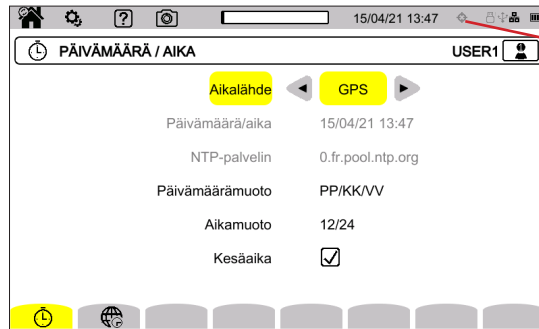 15/04/21 13:47
PÄIVÄMÄÄRÄ / AIKA USER1
Aikalähde GPS
Päivämäärä/aika 15/04/21 13:47
NTP-palvelin 0.fr.pool.ntp.org
Päivämäärämuoto PP/KK/VV
Aikamuoto 12/24
Kesäaika